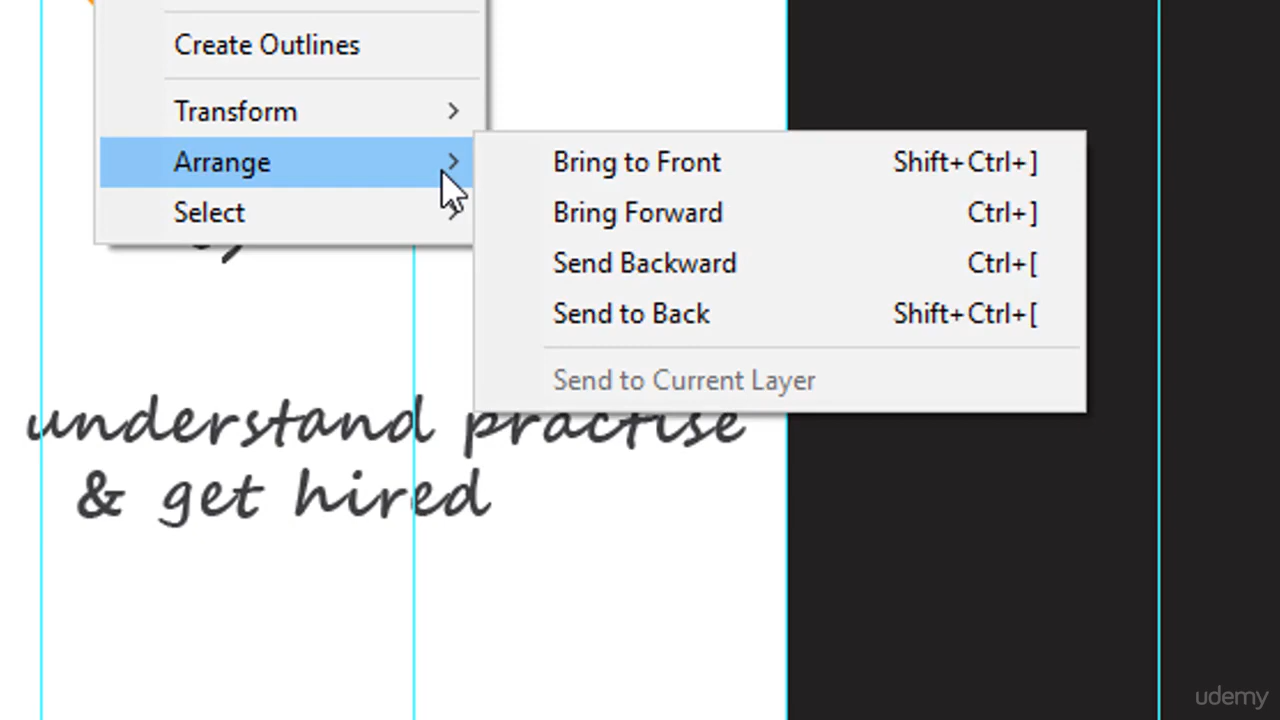 Create Outlines
Transform
Arrange
Select
Bring to Front Shift+Ctrl+]
Bring Forward Ctrl+]
Send Backward Ctrl+[
Send to Back Shift+Ctrl+[
Send to Current Layer
understand practise
& get hired
udemy